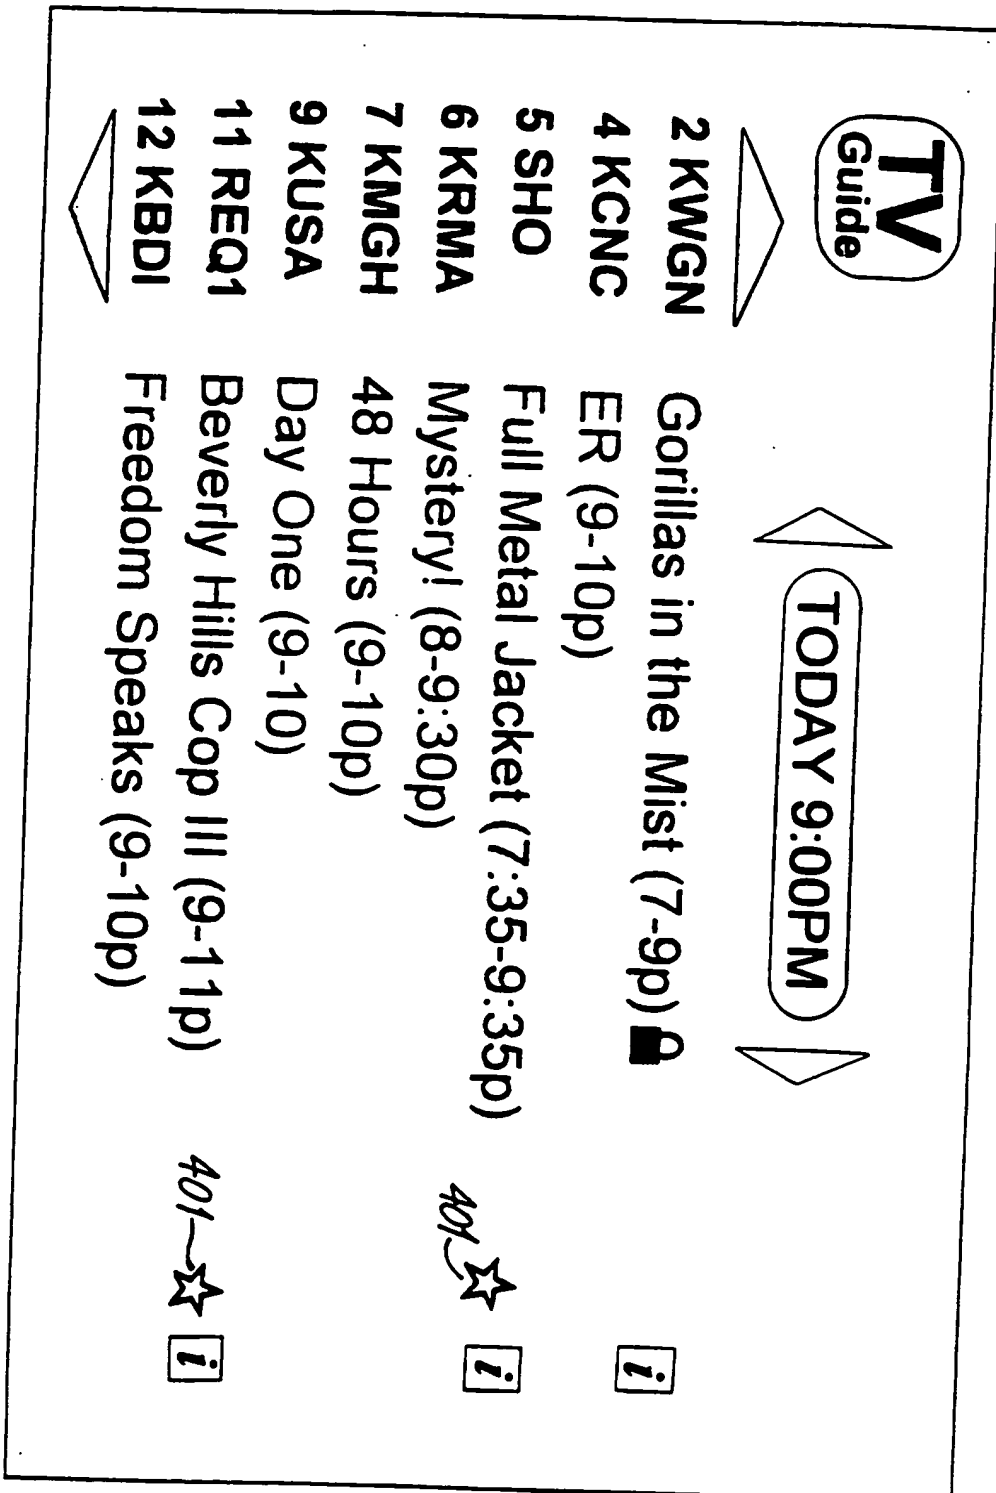 TV
Guide
TODAY 9:00PM
2 KWGN Gorillas in the Mist (7-9p) i
4 KCNC ER (9-10p)
5 SHO Full Metal Jacket (7:35-9:35p) 401 i
6 KRMA Mystery! (8-9:30p)
7 KMGH 48 Hours (9-10p)
9 KUSA Day One (9-10)
11 REQ1 Beverly Hills Cop III (9-11p) 401 i
12 KBDI Freedom Speaks (9-10p)